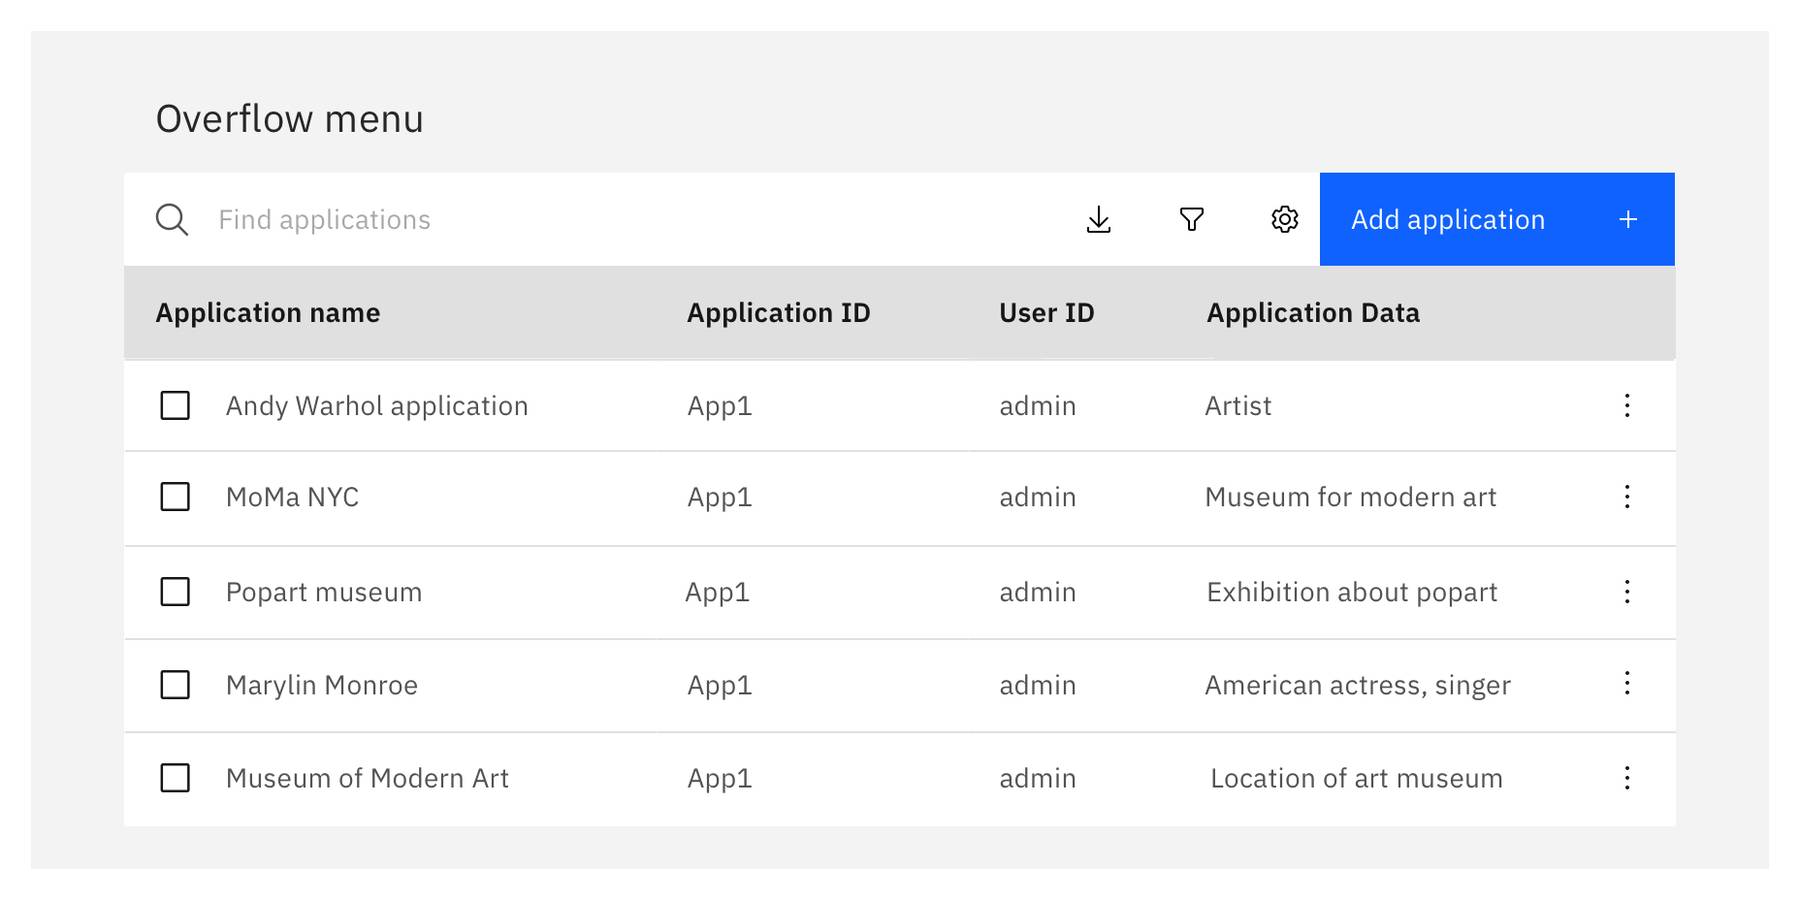 Overflow menu
Find applications Add application +
Application name Application ID User ID Application Data
Andy Warhol application App1 admin Artist
MoMa NYC App1 admin Museum for modern art
Popart museum App1 admin Exhibition about popart
Marylin Monroe App1 admin American actress, singer
Museum of Modern Art App1 admin Location of art museum